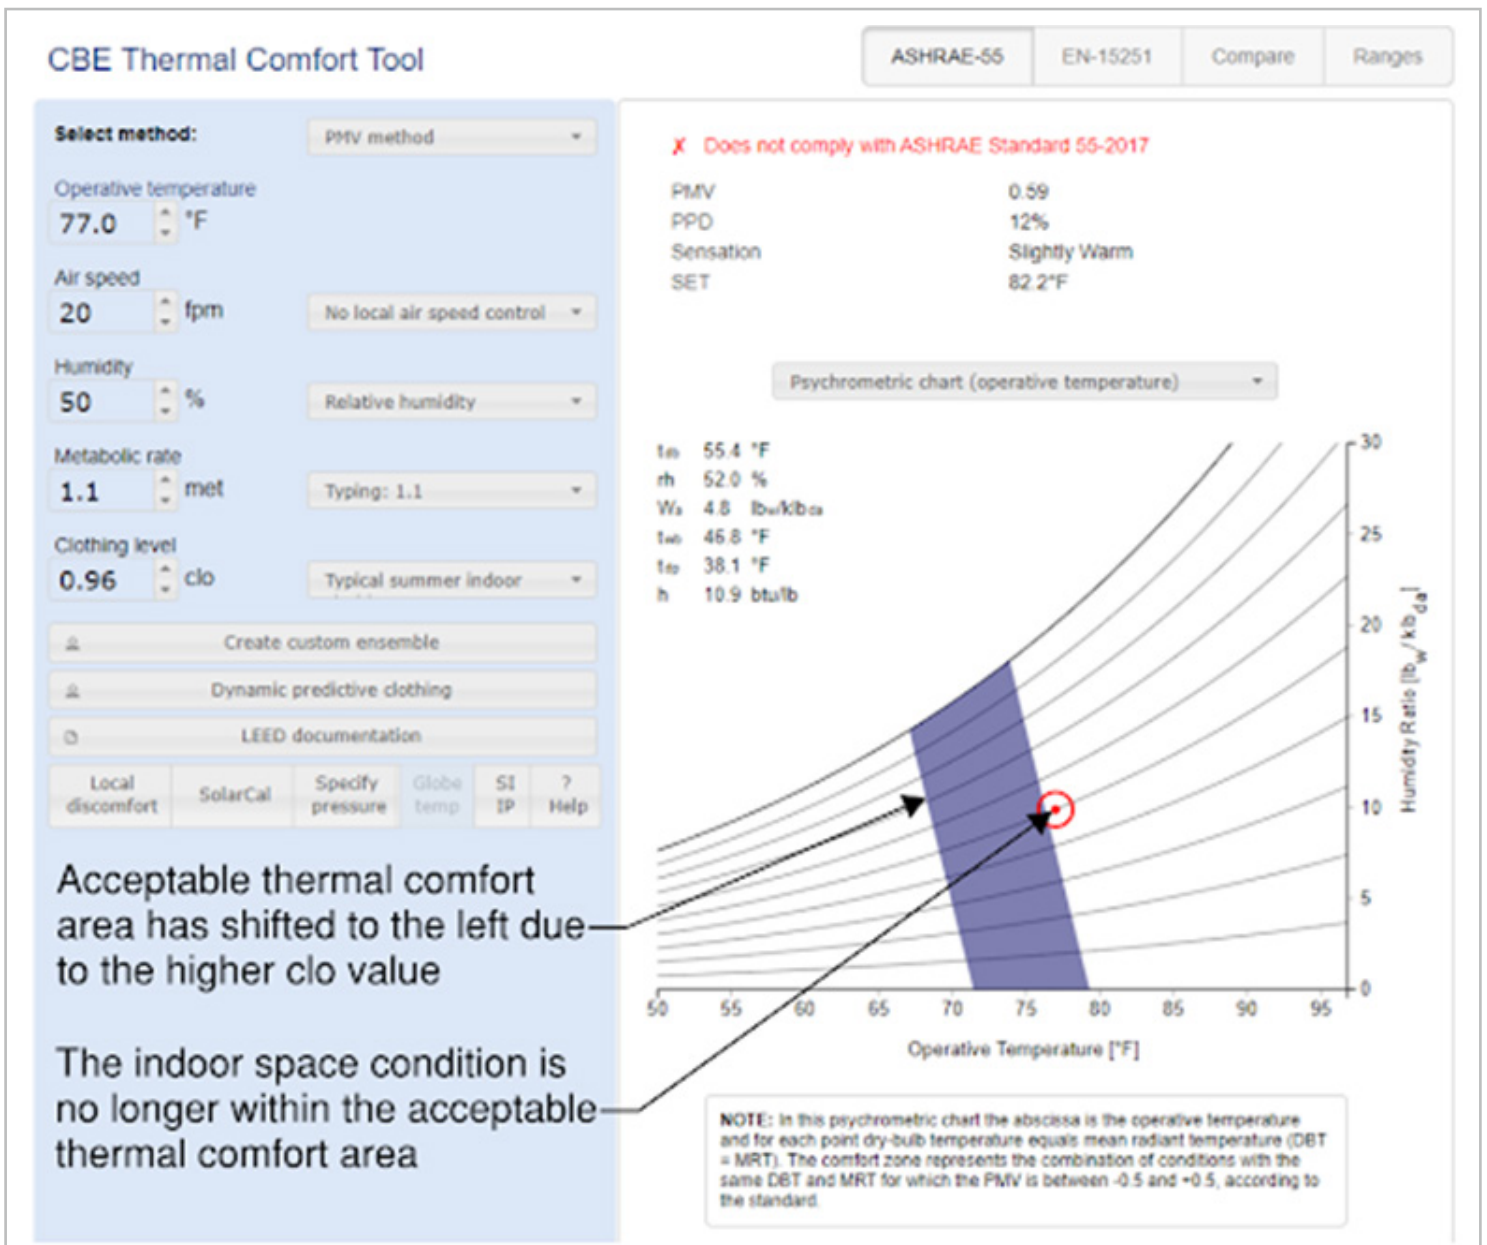 CBE Thermal Comfort Tool
ASHRAE-55 EN-15251 Compare Ranges
Select method: PMV method
Operative temperature
77.0 °F
Air speed
20 fpm No local air speed control
Humidity
50 % Relative humidity
Metabolic rate
1.1 met Typing: 1.1
Clothing level
0.96 clo Typical summer indoor
Create custom ensemble
Dynamic predictive clothing
LEED documentation
Local discomfort SolarCal Specify pressure Globe temp SI IP ? Help
Acceptable thermal comfort
area has shifted to the left due
to the higher clo value
The indoor space condition is
no longer within the acceptable
thermal comfort area
✗ Does not comply with ASHRAE Standard 55-2017
PMV 0.59
PPD 12%
Sensation Slightly Warm
SET 82.2°F
Psychrometric chart (operative temperature)
tdb 55.4 °F
rh 52.0 %
Wa 4.8 lbw/klbda
twb 46.8 °F
tdp 38.1 °F
h 10.9 btu/lb
30
25
20
15
10
5
0
Humidity Ratio [lbw/klbda]
50 55 60 65 70 75 80 85 90 95
Operative Temperature [°F]
NOTE: In this psychrometric chart the abscissa is the operative temperature
and for each point dry-bulb temperature equals mean radiant temperature (DBT
= MRT). The comfort zone represents the combination of conditions with the
same DBT and MRT for which the PMV is between -0.5 and +0.5, according to
the standard.